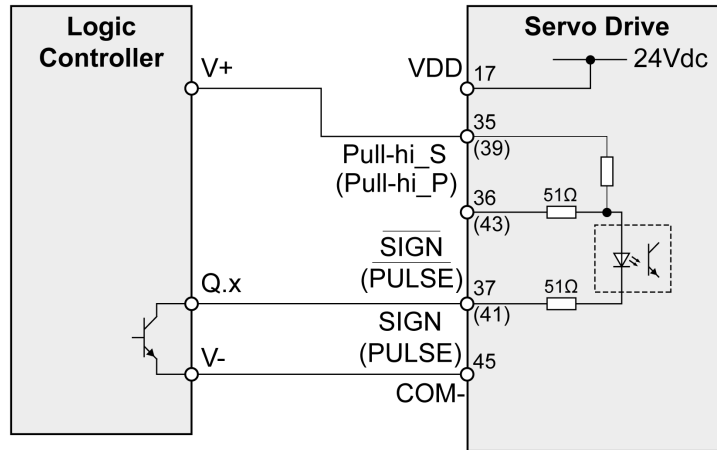 Logic
Controller
Servo Drive
V+
VDD
17
24Vdc
35
(39)
Pull-hi_S
(Pull-hi_P)
36
(43)
51Ω
SIGN
(PULSE)
Q.x
37
(41)
51Ω
SIGN
(PULSE)
V-
45
COM-